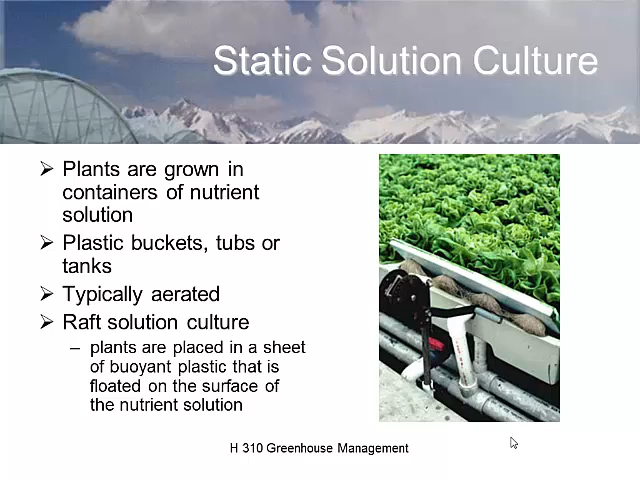 Static Solution Culture
Plants are grown in
containers of nutrient
solution
Plastic buckets, tubs or
tanks
Typically aerated
Raft solution culture
– plants are placed in a sheet
of buoyant plastic that is
floated on the surface of
the nutrient solution
H 310 Greenhouse Management